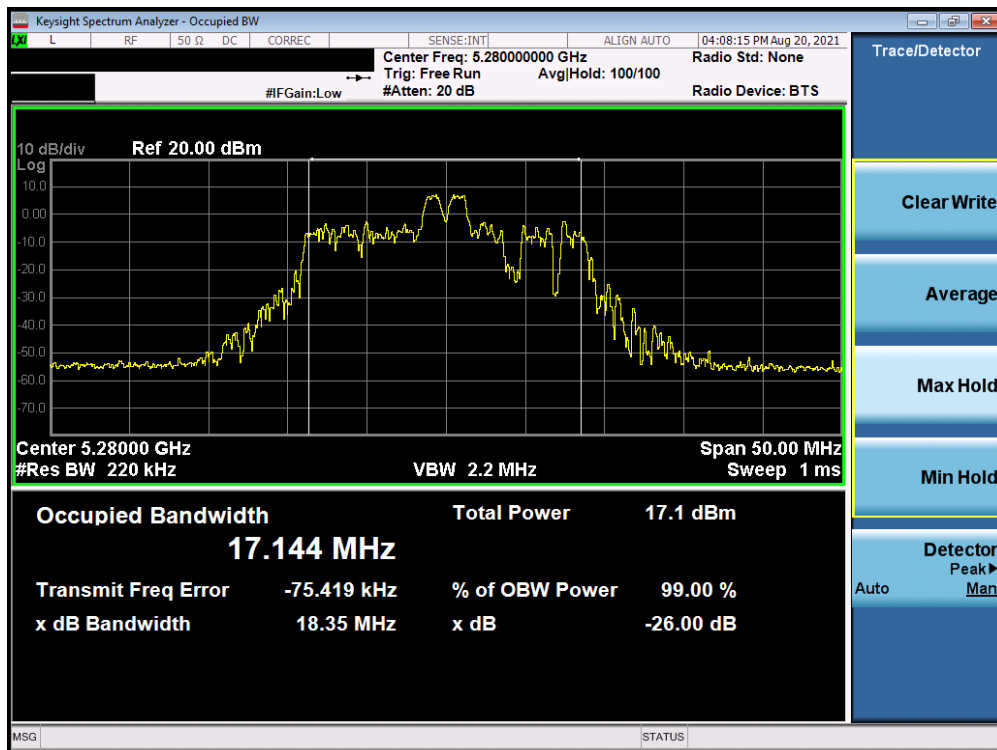 Keysight Spectrum Analyzer - Occupied BW
LXI L RF 50 Ω DC CORREC SENSE:INT ALIGN AUTO 04:08:15 PM Aug 20, 2021
Center Freq: 5.280000000 GHz Radio Std: None
Trig: Free Run Avg|Hold: 100/100
#IFGain:Low #Atten: 20 dB Radio Device: BTS
Trace/Detector
10 dB/div Ref 20.00 dBm
Log
10.0
0.00
-10.0
-20.0
-30.0
-40.0
-50.0
-60.0
-70.0
Center 5.28000 GHz Span 50.00 MHz
#Res BW 220 kHz VBW 2.2 MHz Sweep 1 ms
Occupied Bandwidth Total Power 17.1 dBm
17.144 MHz
Transmit Freq Error -75.419 kHz % of OBW Power 99.00 %
x dB Bandwidth 18.35 MHz x dB -26.00 dB
Clear Write
Average
Max Hold
Min Hold
Detector
Peak▶
Auto Man
MSG STATUS